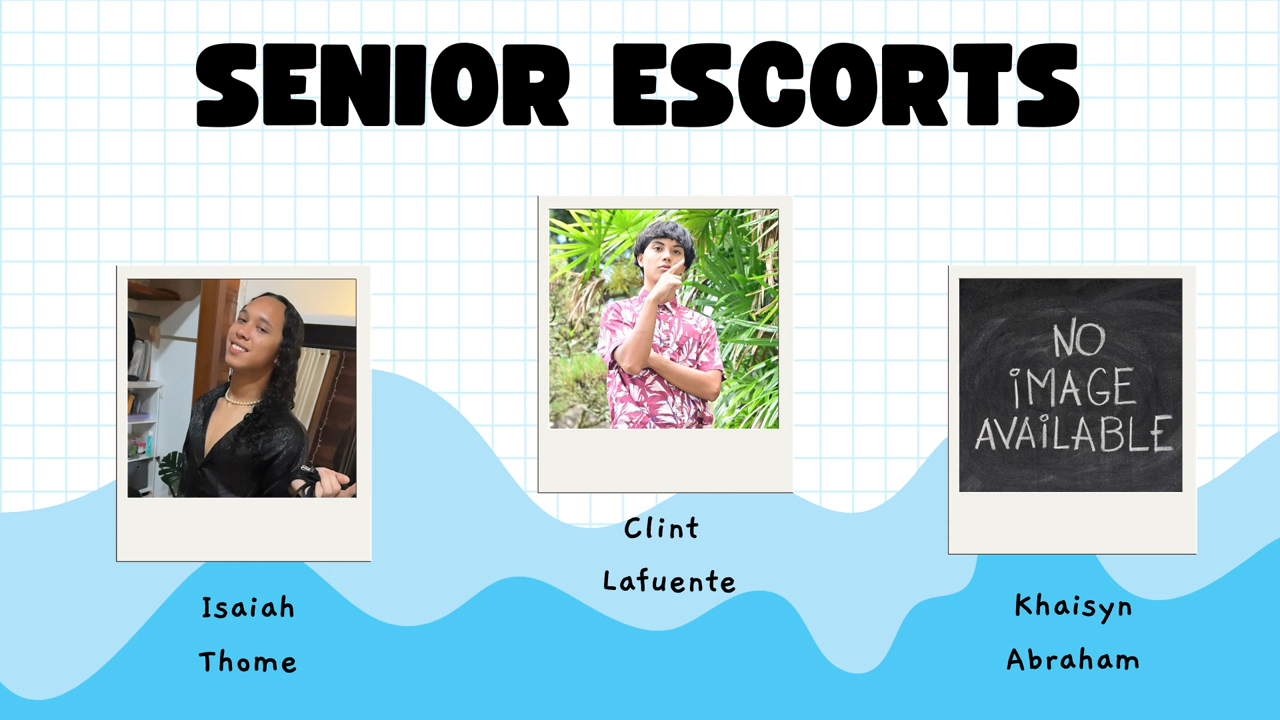 SENIOR ESCORTS
Isaiah
Thome
Clint
Lafuente
NO
iMAGE
AVAiLABLE
Khaisyn
Abraham